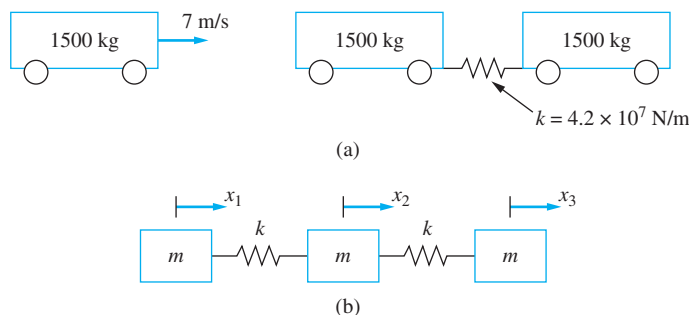 7 m/s
1500 kg
1500 kg
1500 kg
k = 4.2 × 10⁷ N/m
(a)
x₁
x₂
x₃
k
k
m
m
m
(b)